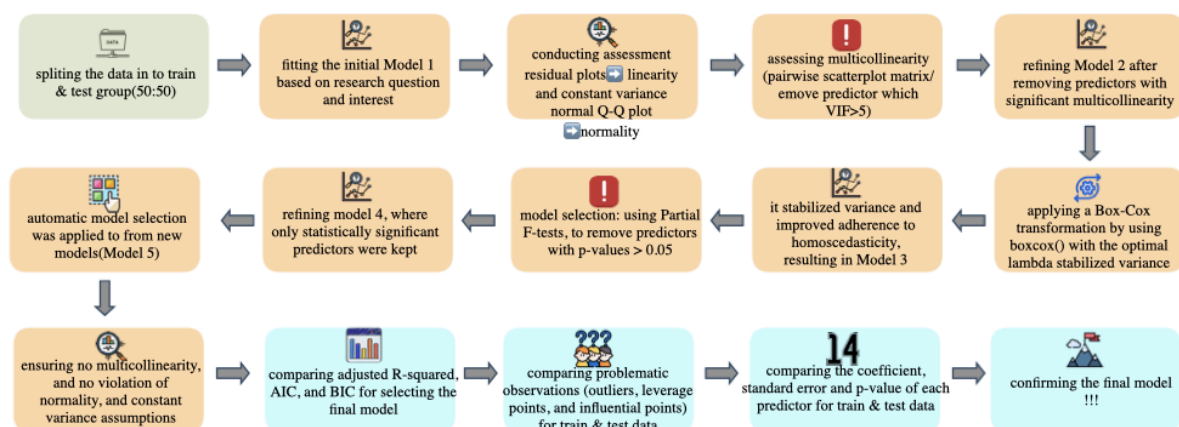 DATA
spliting the data in to train
& test group(50:50)
fitting the initial Model 1
based on research question
and interest
conducting assessment
residual plots➡linearity
and constant variance
normal Q-Q plot
➡normality
assessing multicollinearity
(pairwise scatterplot matrix/
emove predictor which
VIF>5)
refining Model 2 after
removing predictors with
significant multicollinearity
applying a Box-Cox
transformation by using
boxcox() with the optimal
lambda stabilized variance
it stabilized variance and
improved adherence to
homoscedasticity,
resulting in Model 3
model selection: using Partial
F-tests, to remove predictors
with p-values > 0.05
refining model 4, where
only statistically significant
predictors were kept
automatic model selection
was applied to from new
models(Model 5)
ensuring no multicollinearity,
and no violation of
normality, and constant
variance assumptions
comparing adjusted R-squared,
AIC, and BIC for selecting the
final model
???
comparing problematic
observations (outliers, leverage
points, and influential points)
for train & test data
14
comparing the coefficient,
standard error and p-value of each
predictor for train & test data
confirming the final model
!!!